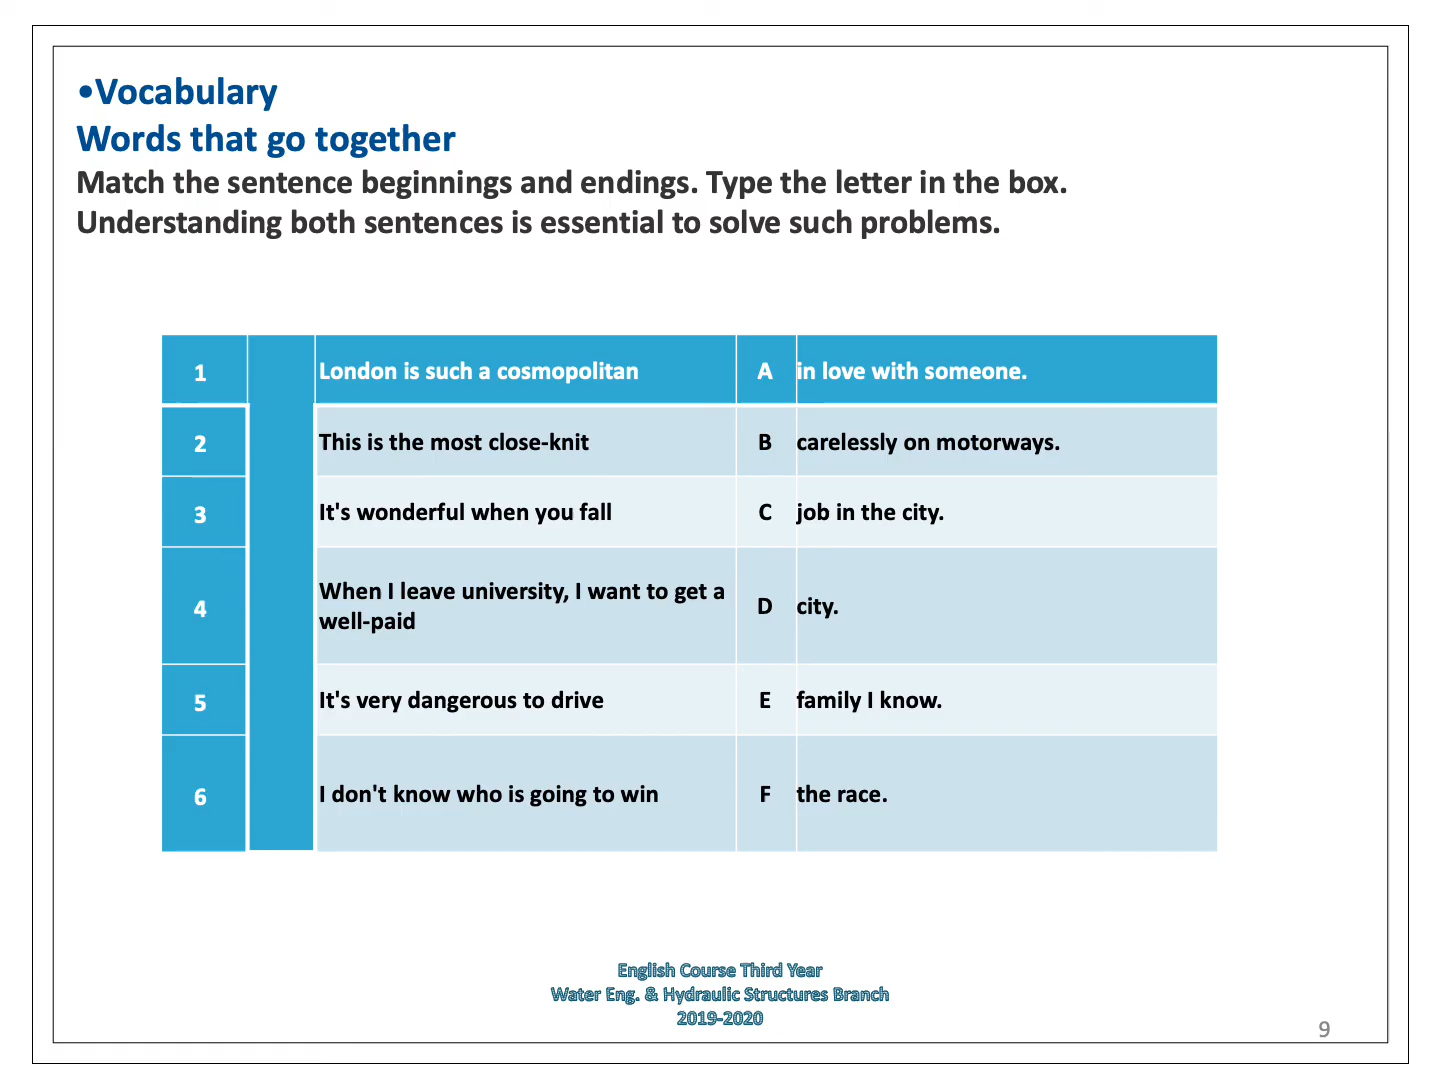 •Vocabulary
Words that go together
Match the sentence beginnings and endings. Type the letter in the box.
Understanding both sentences is essential to solve such problems.
1 London is such a cosmopolitan A in love with someone.
2 This is the most close-knit B carelessly on motorways.
3 It's wonderful when you fall C job in the city.
4 When I leave university, I want to get a
well-paid D city.
5 It's very dangerous to drive E family I know.
6 I don't know who is going to win F the race.
English Course Third Year
Water Eng. & Hydraulic Structures Branch
2019-2020
9